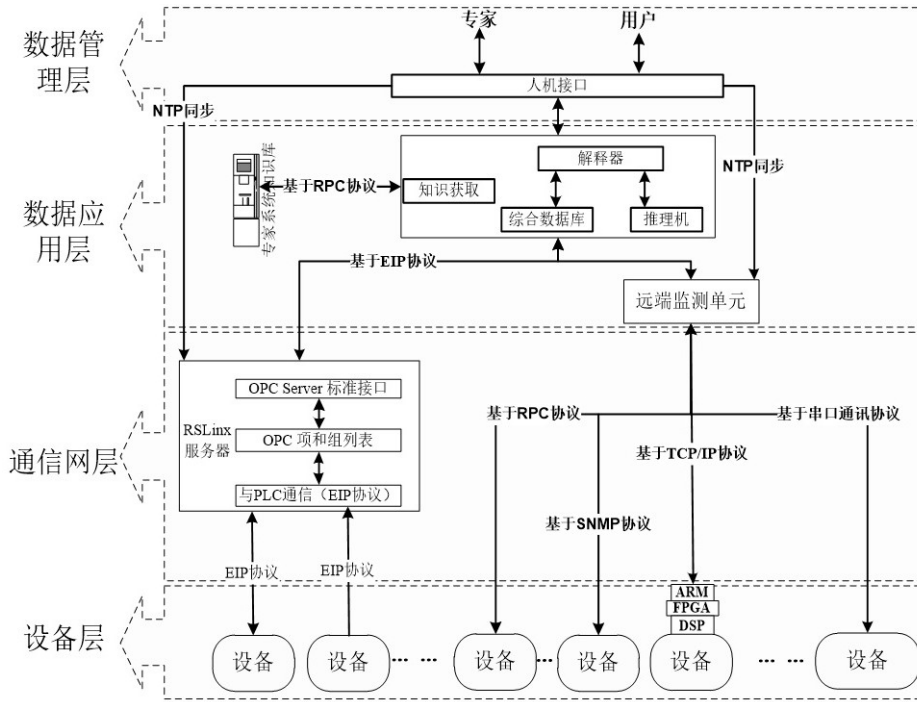 专家
用户
数据管
理层
人机接口
NTP同步
解释器
NTP同步
专家系统知识库
基于RPC协议
知识获取
综合数据库
推理机
数据应
用层
基于EIP协议
远端监测单元
OPC Server 标准接口
RSLinx
服务器
OPC 项和组列表
与PLC通信（EIP协议）
基于RPC协议
基于串口通讯协议
基于TCP/IP协议
通信网层
基于SNMP协议
EIP协议
EIP协议
ARM
FPGA
DSP
设备层
设备
设备
... ...
设备
...
设备
设备
... ...
设备